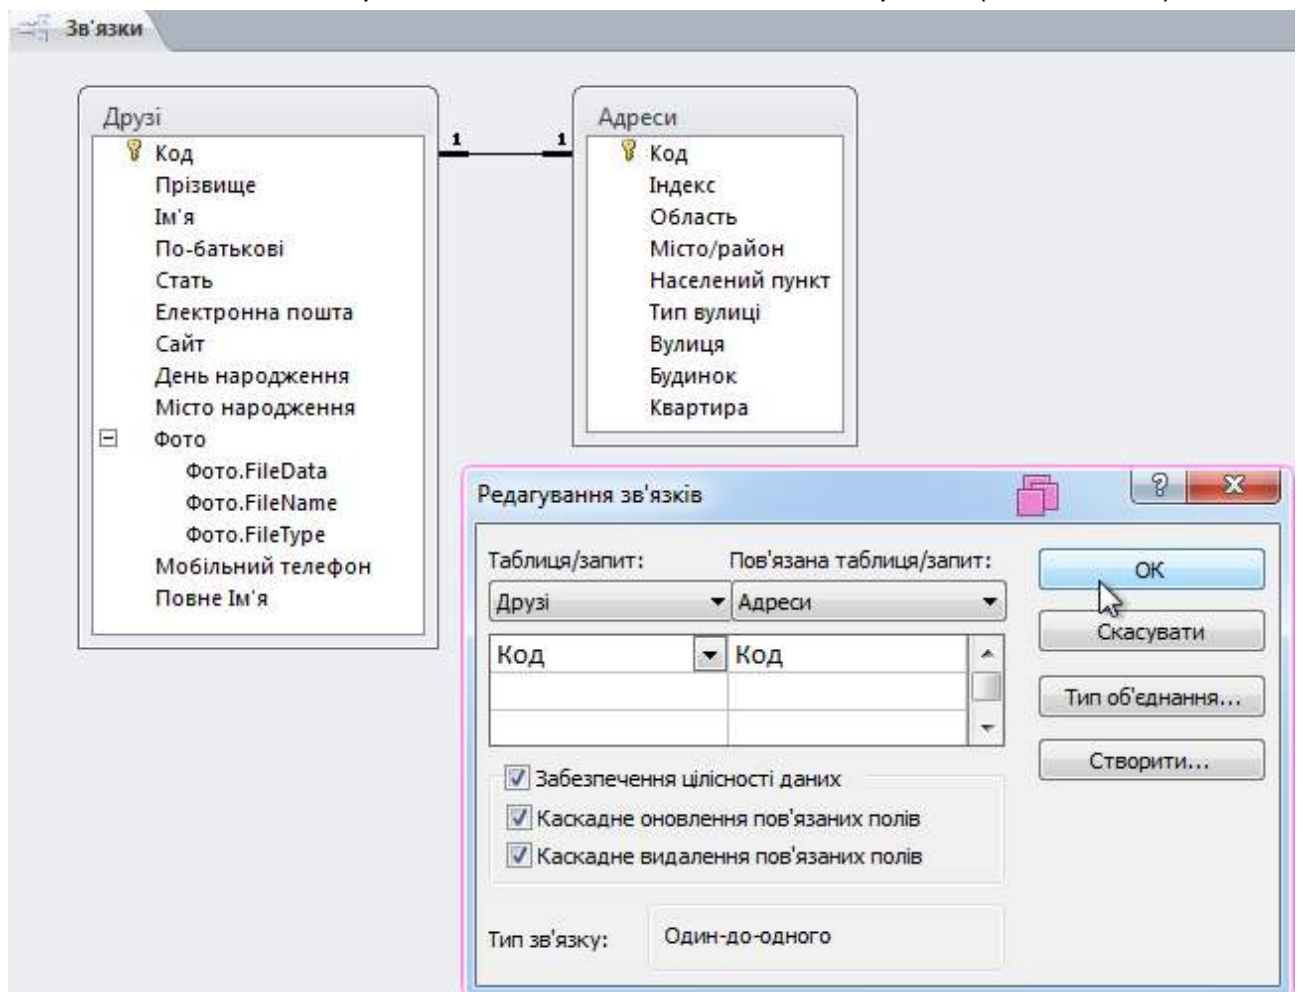 Зв'язки
Друзі
Код
Прізвище
Ім'я
По-батькові
Стать
Електронна пошта
Сайт
День народження
Місто народження
Фото
Фото.FileData
Фото.FileName
Фото.FileType
Мобільний телефон
Повне Ім'я
1 1
Адреси
Код
Індекс
Область
Місто/район
Населений пункт
Тип вулиці
Вулиця
Будинок
Квартира
Редагування зв'язків
Таблиця/запит: Пов'язана таблиця/запит:
Друзі Адреси
Код Код
Забезпечення цілісності даних
Каскадне оновлення пов'язаних полів
Каскадне видалення пов'язаних полів
Тип зв'язку: Один-до-одного
ОК
Скасувати
Тип об'єднання...
Створити...